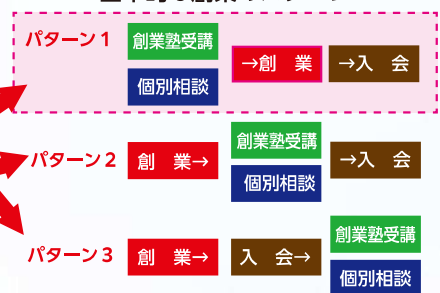 パターン1
創業塾受講
個別相談
→創　業
→入　会
パターン2
創　業→
創業塾受講
個別相談
→入　会
パターン3
創　業→
入　会→
創業塾受講
個別相談